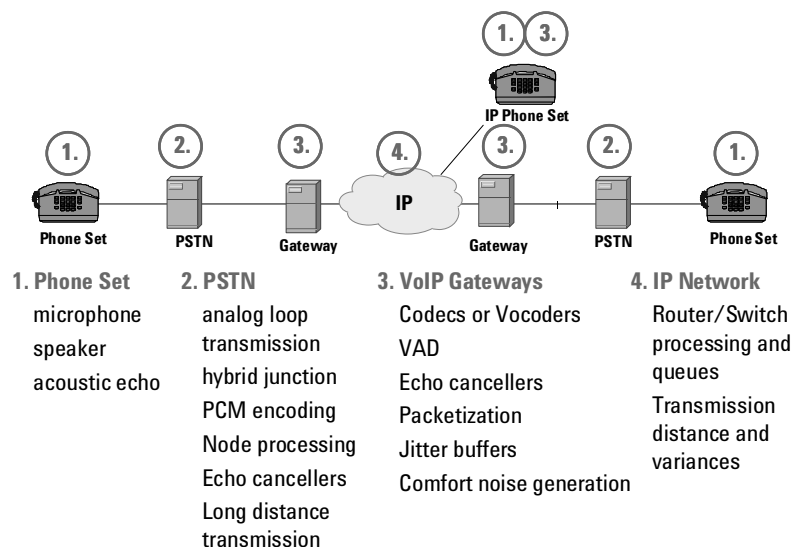 1. 3.
IP Phone Set
1. 2. 3. 4. 3. 2. 1.
IP
Phone Set PSTN Gateway Gateway PSTN Phone Set
1. Phone Set
microphone
speaker
acoustic echo
2. PSTN
analog loop
transmission
hybrid junction
PCM encoding
Node processing
Echo cancellers
Long distance
transmission
3. VoIP Gateways
Codecs or Vocoders
VAD
Echo cancellers
Packetization
Jitter buffers
Comfort noise generation
4. IP Network
Router/Switch
processing and
queues
Transmission
distance and
variances